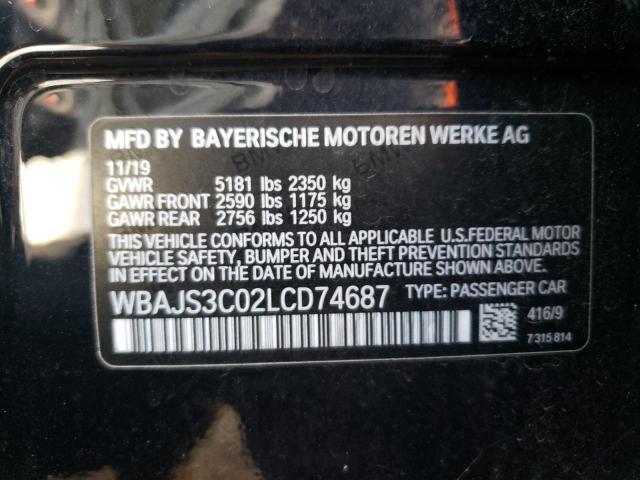 MFD BY BAYERISCHE MOTOREN WERKE AG
11/19
GVWR 5181 lbs 2350 kg
GAWR FRONT 2590 lbs 1175 kg
GAWR REAR 2756 lbs 1250 kg
THIS VEHICLE CONFORMS TO ALL APPLICABLE U.S.FEDERAL MOTOR
VEHICLE SAFETY, BUMPER AND THEFT PREVENTION STANDARDS
IN EFFECT ON THE DATE OF MANUFACTURE SHOWN ABOVE.
WBAJS3C02LCD74687 TYPE: PASSENGER CAR
416/9
7 315 814